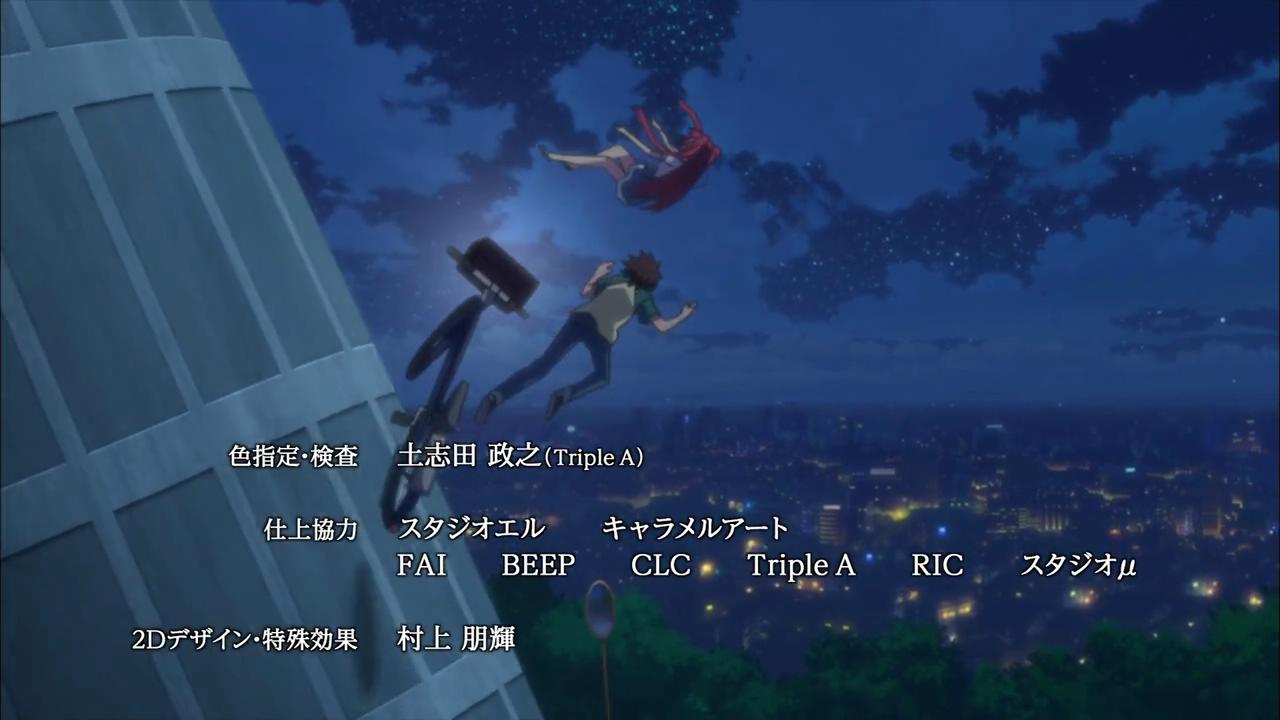 色指定・検査 土志田 政之(Triple A)
仕上協力 スタジオエル キャラメルアート
FAI BEEP CLC Triple A RIC スタジオμ
2Dデザイン・特殊効果 村上 朋輝